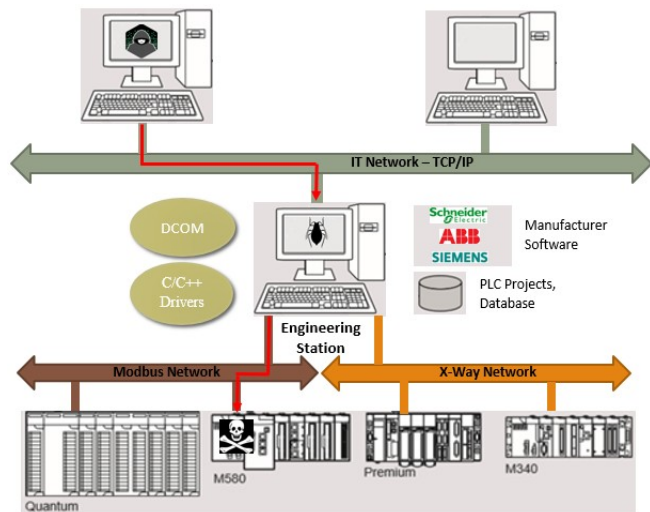 IT Network – TCP/IP
DCOM
C/C++
Drivers
Schneider
Electric
ABB
SIEMENS
Manufacturer
Software
PLC Projects,
Database
Engineering
Station
Modbus Network
X-Way Network
Quantum
M580
Premium
M340